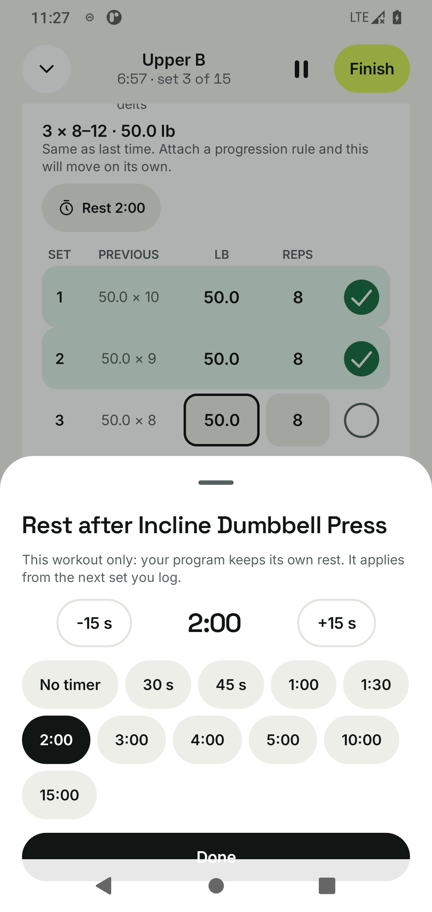 11:27
LTE
Upper B
6:57 · set 3 of 15
Finish
delts
3 × 8–12 · 50.0 lb
Same as last time. Attach a progression rule and this
will move on its own.
Rest 2:00
SET PREVIOUS LB REPS
1 50.0 × 10 50.0 8
2 50.0 × 9 50.0 8
3 50.0 × 8 50.0 8
Rest after Incline Dumbbell Press
This workout only: your program keeps its own rest. It applies
from the next set you log.
-15 s 2:00 +15 s
No timer 30 s 45 s 1:00 1:30
2:00 3:00 4:00 5:00 10:00
15:00
Done